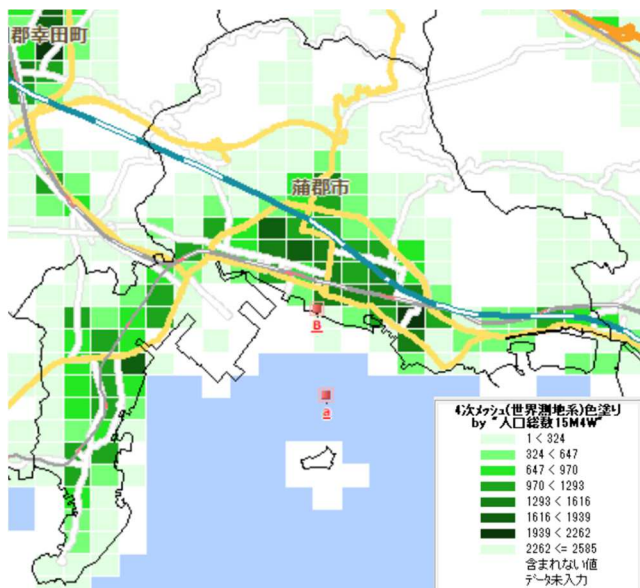 郡幸田町
蒲郡市
B
a
4次メッシュ(世界測地系)色塗り
by "人口総数15M4W"
1 < 324
324 < 647
647 < 970
970 < 1293
1293 < 1616
1616 < 1939
1939 < 2262
2262 <= 2585
含まれない値
データ未入力